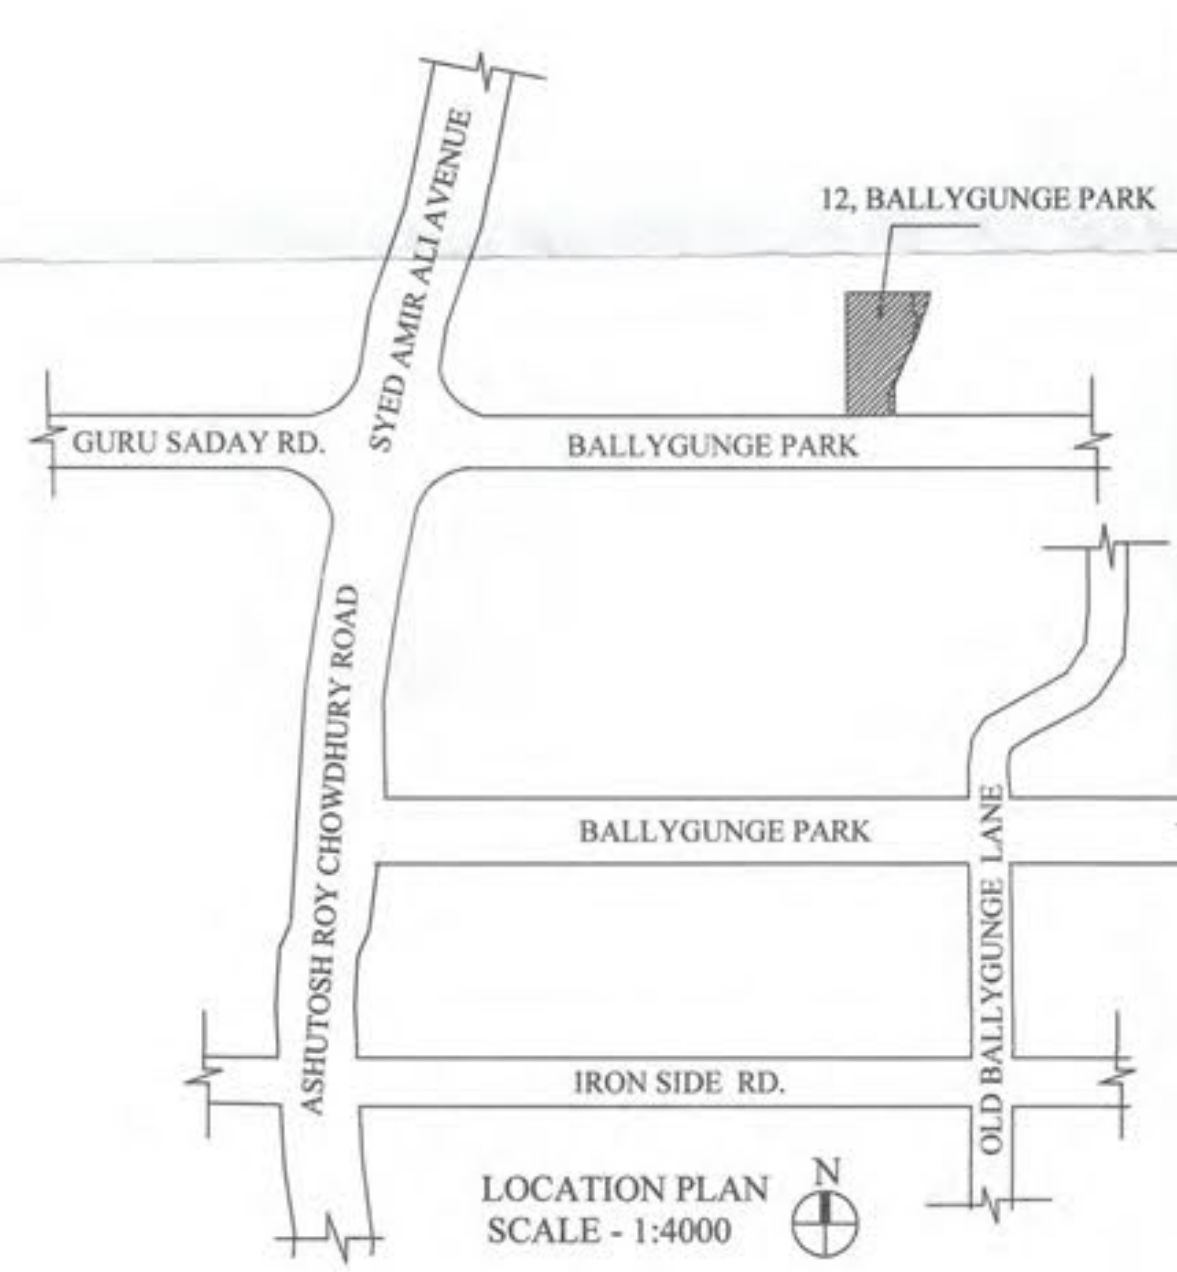 SYED AMIR ALI AVENUE
12, BALLYGUNGE PARK
GURU SADAY RD.
BALLYGUNGE PARK
ASHUTOSH ROY CHOWDHURY ROAD
BALLYGUNGE PARK
OLD BALLYGUNGE LANE
IRON SIDE RD.
LOCATION PLAN
SCALE - 1:4000
N